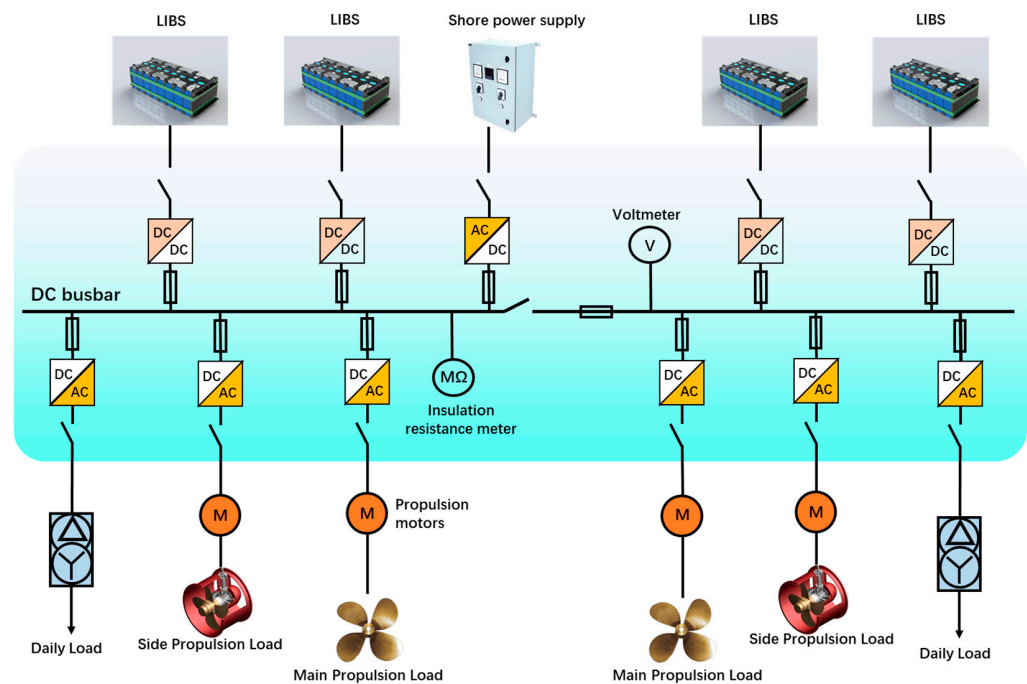 LIBS
LIBS
Shore power supply
LIBS
LIBS
DC
DC
DC
DC
AC
DC
Voltmeter
V
DC
DC
DC
DC
DC busbar
DC
AC
DC
AC
DC
AC
MΩ
Insulation
resistance meter
DC
AC
DC
AC
DC
AC
M
M
Propulsion
motors
M
M
Daily Load
Side Propulsion Load
Main Propulsion Load
Main Propulsion Load
Side Propulsion Load
Daily Load